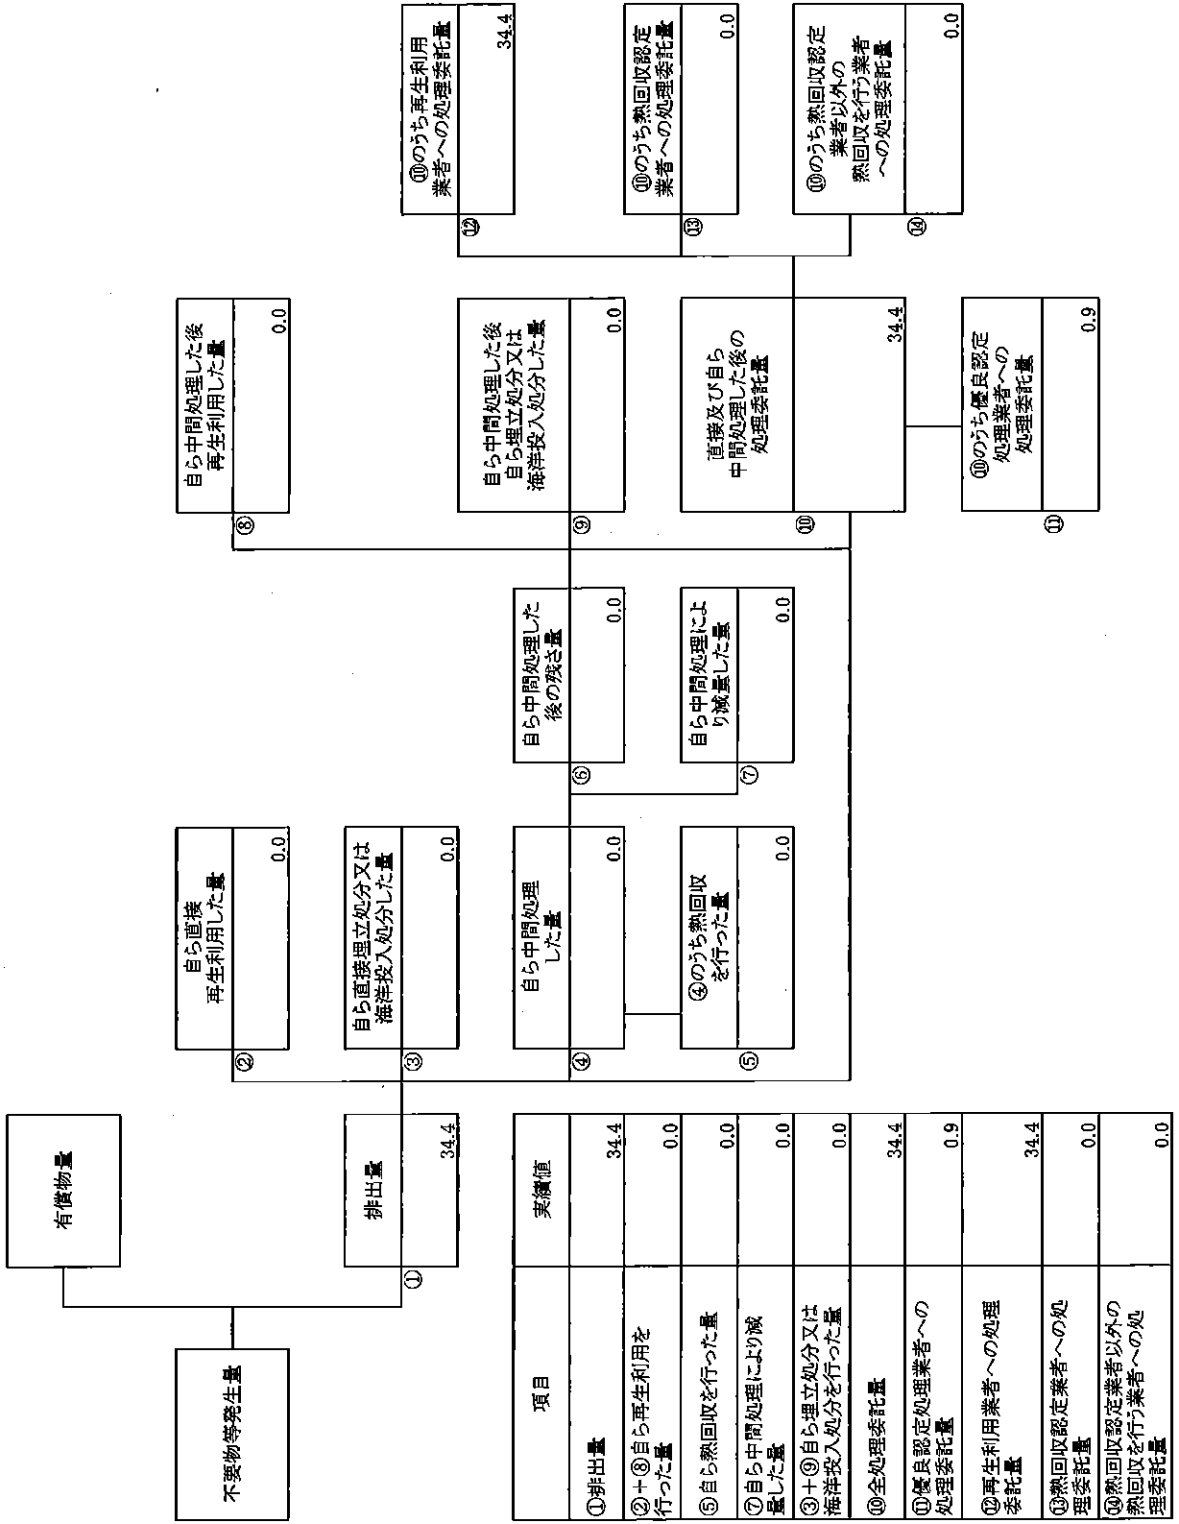 不要物等発生量
有償物量
排出量
①
34.4
自ら直接
再生利用した量
②
0.0
自ら直接埋立処分又は
海洋投入処分した量
③
0.0
自ら中間処理
した量
④
0.0
④のうち熱回収
を行った量
⑤
0.0
自ら中間処理した
後の残さ量
⑥
0.0
自ら中間処理によ
り減量した量
⑦
0.0
自ら中間処理した後
再生利用した量
⑧
0.0
自ら中間処理した後
自ら埋立処分又は
海洋投入処分した量
⑨
0.0
直接及び自ら
中間処理した後の
処理委託量
⑩
34.4
⑩のうち優良認定
処理業者への
処理委託量
⑪
0.9
⑩のうち再生利用
業者への処理委託量
⑫
34.4
⑩のうち熱回収認定
業者への処理委託量
⑬
0.0
⑩のうち熱回収認定
業者以外の
熱回収を行う業者
への処理委託量
⑭
0.0
項目 実績値
①排出量 34.4
②+⑧自ら再生利用を
行った量 0.0
⑤自ら熱回収を行った量 0.0
⑦自ら中間処理により減
量した量 0.0
③+⑨自ら埋立処分又は
海洋投入処分を行った量 0.0
⑩全処理委託量 34.4
⑪優良認定処理業者への
処理委託量 0.9
⑫再生利用業者への処理
委託量 34.4
⑬熱回収認定業者への処
理委託量 0.0
⑭熱回収認定業者以外の
熱回収を行う業者への処
理委託量 0.0